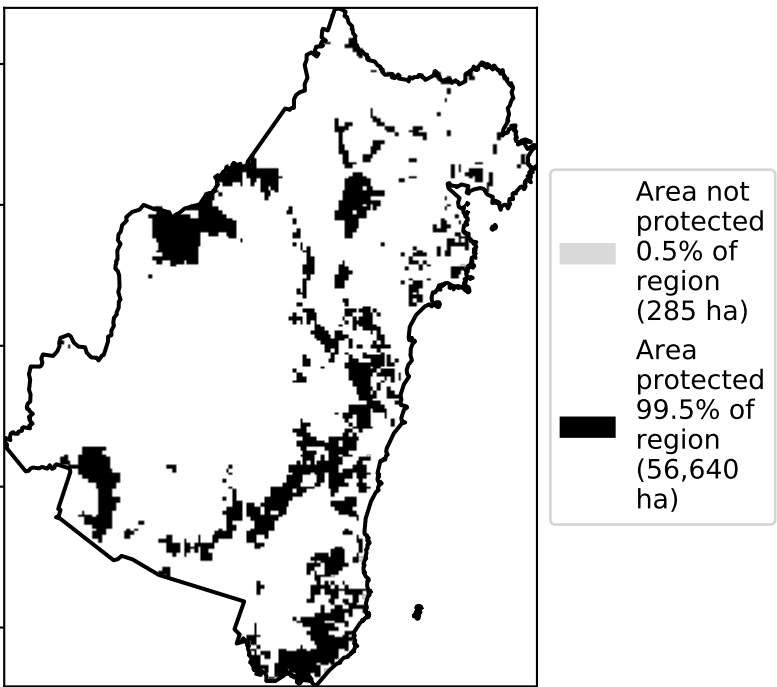 Area not
protected
0.5% of
region
(285 ha)
Area
protected
99.5% of
region
(56,640
ha)